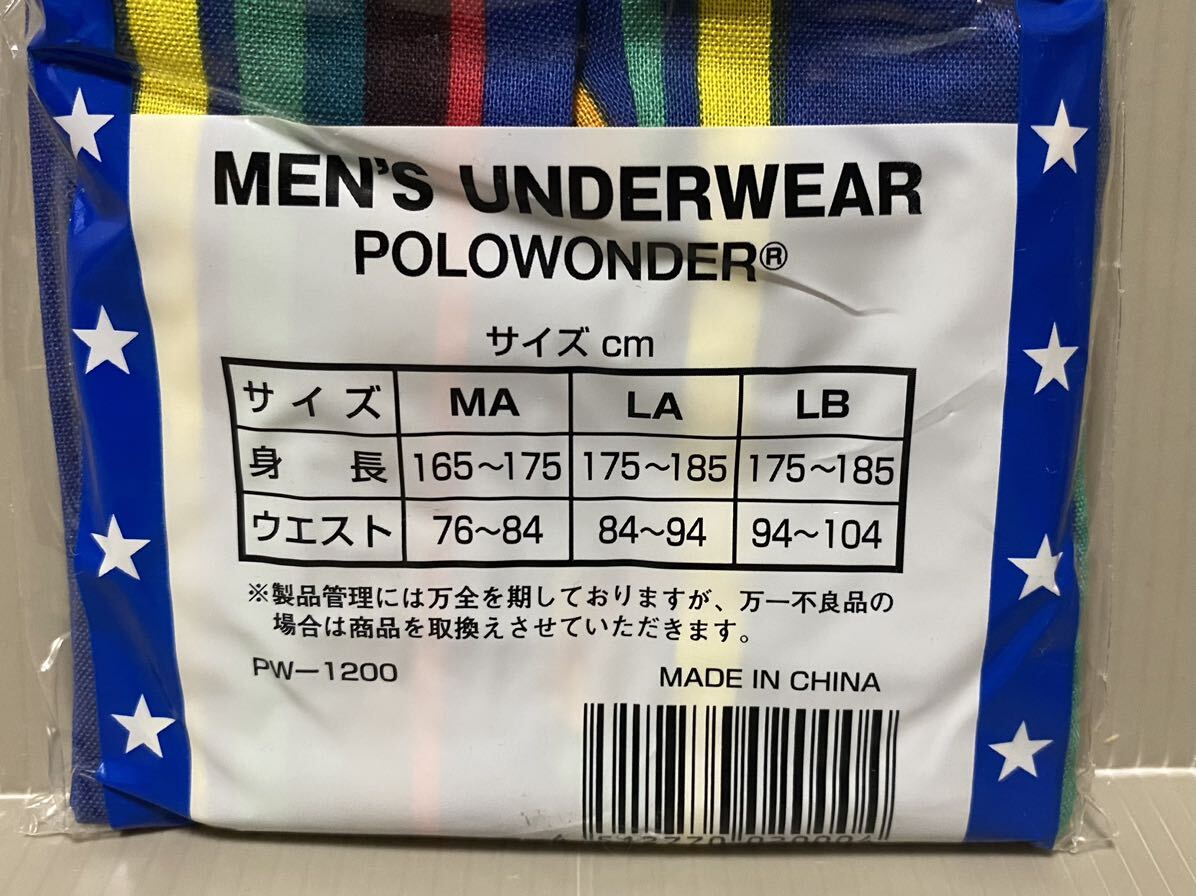 MEN'S UNDERWEAR
POLOWONDER®
サイズ cm
サイズ MA LA LB
身長 165〜175 175〜185 175〜185
ウエスト 76〜84 84〜94 94〜104
※製品管理には万全を期しておりますが、万一不良品の
場合は商品を取換えさせていただきます。
PW-1200 MADE IN CHINA